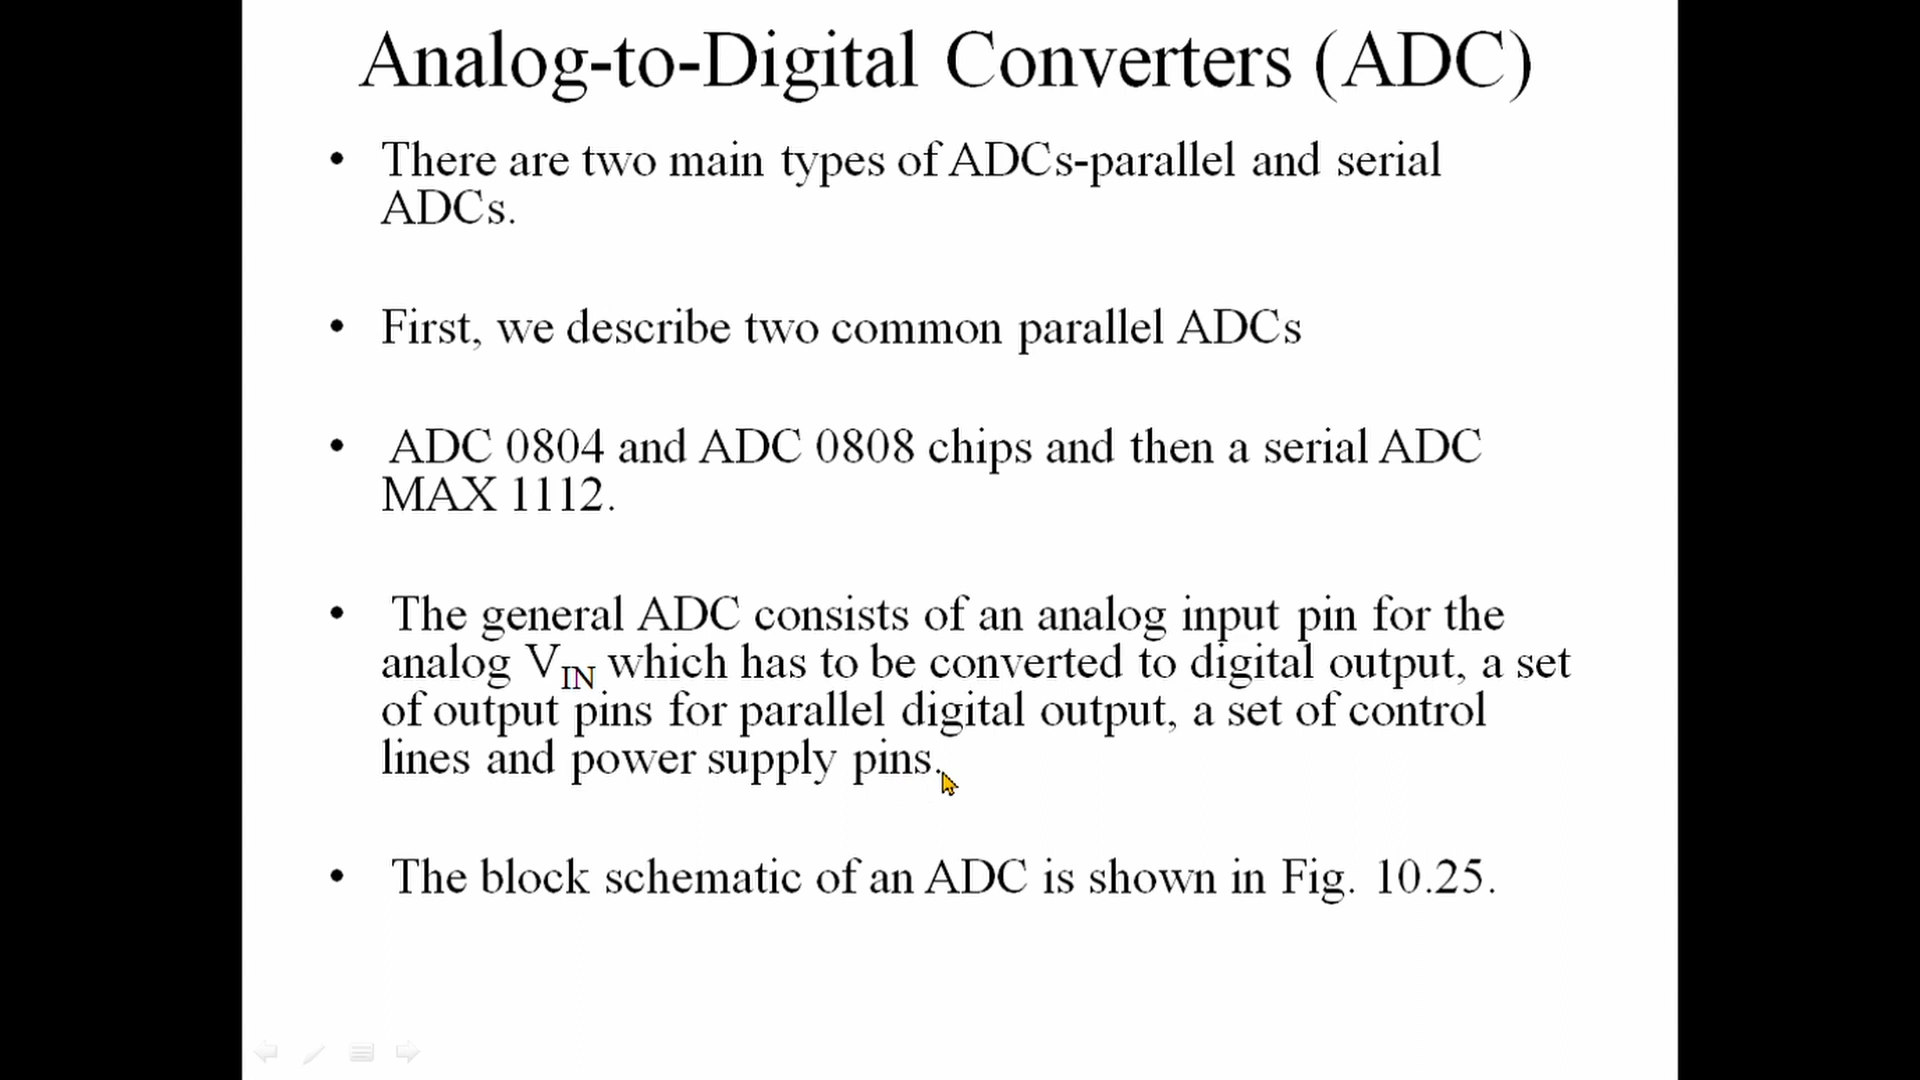 Analog-to-Digital Converters (ADC)
• There are two main types of ADCs-parallel and serial
ADCs.
• First, we describe two common parallel ADCs
• ADC 0804 and ADC 0808 chips and then a serial ADC
MAX 1112.
• The general ADC consists of an analog input pin for the
analog VIN which has to be converted to digital output, a set
of output pins for parallel digital output, a set of control
lines and power supply pins.
• The block schematic of an ADC is shown in Fig. 10.25.